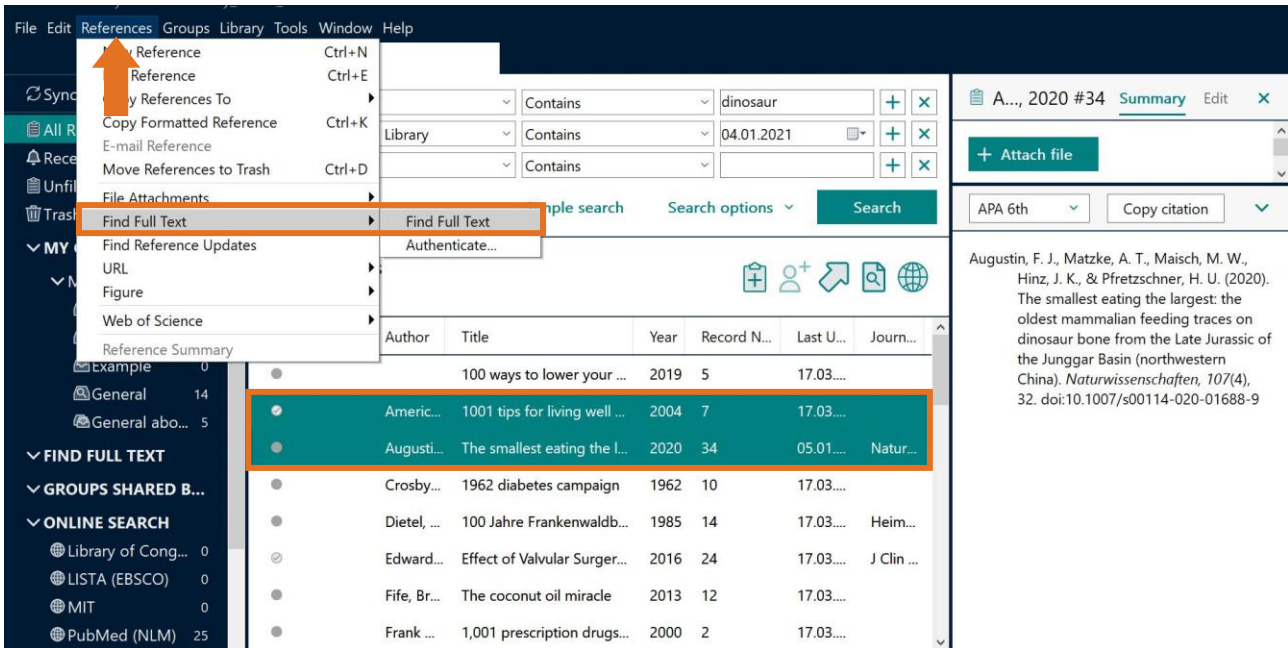 File Edit References Groups Library Tools Window Help
Reference Ctrl+N
Reference Ctrl+E
References To
Copy Formatted Reference Ctrl+K
E-mail Reference
Move References to Trash Ctrl+D
File Attachments
Find Full Text
Find Reference Updates
URL
Figure
Web of Science
Reference Summary
Find Full Text
Authenticate...
Sync
All R
Rece
Unfil
Trash
MY
Example 0
General 14
General abo... 5
FIND FULL TEXT
GROUPS SHARED B...
ONLINE SEARCH
Library of Cong... 0
LISTA (EBSCO) 0
MIT 0
PubMed (NLM) 25
Contains dinosaur
Library Contains 04.01.2021
Contains
search Search options Search
Author Title Year Record N... Last U... Journ...
100 ways to lower your ... 2019 5 17.03....
Americ... 1001 tips for living well ... 2004 7 17.03....
Augusti... The smallest eating the l... 2020 34 05.01.... Natur...
Crosby... 1962 diabetes campaign 1962 10 17.03....
Dietel, ... 100 Jahre Frankenwaldb... 1985 14 17.03.... Heim...
Edward... Effect of Valvular Surger... 2016 24 17.03.... J Clin ...
Fife, Br... The coconut oil miracle 2013 12 17.03....
Frank ... 1,001 prescription drugs... 2000 2 17.03....
A..., 2020 #34 Summary Edit
+ Attach file
APA 6th Copy citation
Augustin, F. J., Matzke, A. T., Maisch, M. W.,
Hinz, J. K., & Pfretzschner, H. U. (2020).
The smallest eating the largest: the
oldest mammalian feeding traces on
dinosaur bone from the Late Jurassic of
the Junggar Basin (northwestern
China). Naturwissenschaften, 107(4),
32. doi:10.1007/s00114-020-01688-9